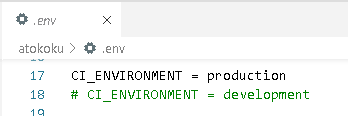 .env
atokoku > .env
17 CI_ENVIRONMENT = production
18 # CI_ENVIRONMENT = development
19